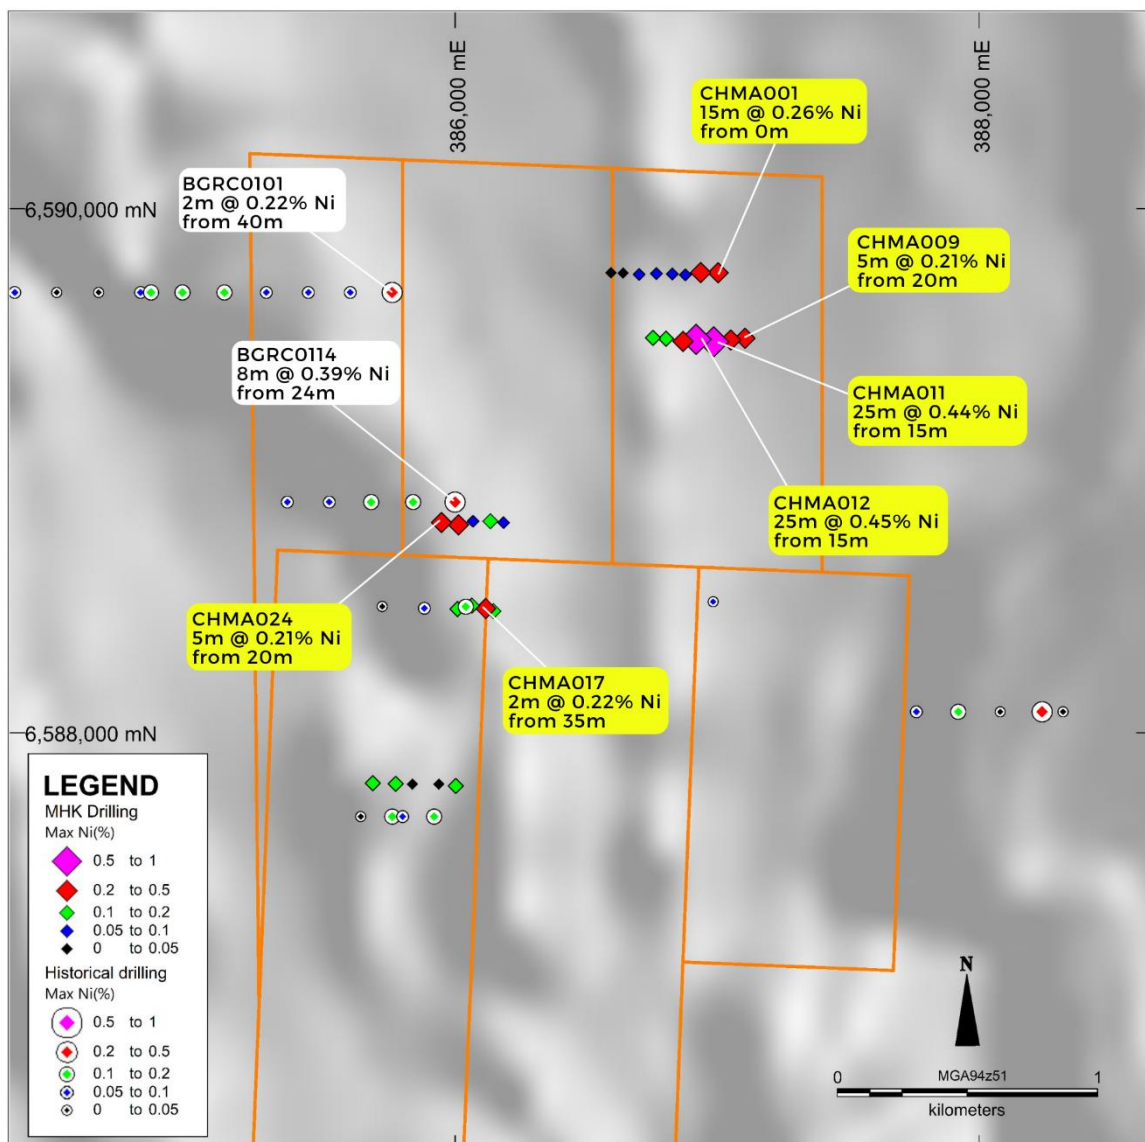 386,000 mE
388,000 mE
CHMA001
15m @ 0.26% Ni
from 0m
BGRC0101
2m @ 0.22% Ni
from 40m
6,590,000 mN
CHMA009
5m @ 0.21% Ni
from 20m
BGRC0114
8m @ 0.39% Ni
from 24m
CHMA011
25m @ 0.44% Ni
from 15m
CHMA012
25m @ 0.45% Ni
from 15m
CHMA024
5m @ 0.21% Ni
from 20m
CHMA017
2m @ 0.22% Ni
from 35m
6,588,000 mN
LEGEND
MHK Drilling
Max Ni(%)
0.5 to 1
0.2 to 0.5
0.1 to 0.2
0.05 to 0.1
0 to 0.05
Historical drilling
Max Ni(%)
0.5 to 1
0.2 to 0.5
0.1 to 0.2
0.05 to 0.1
0 to 0.05
N
0 MGA94z51 1
kilometers